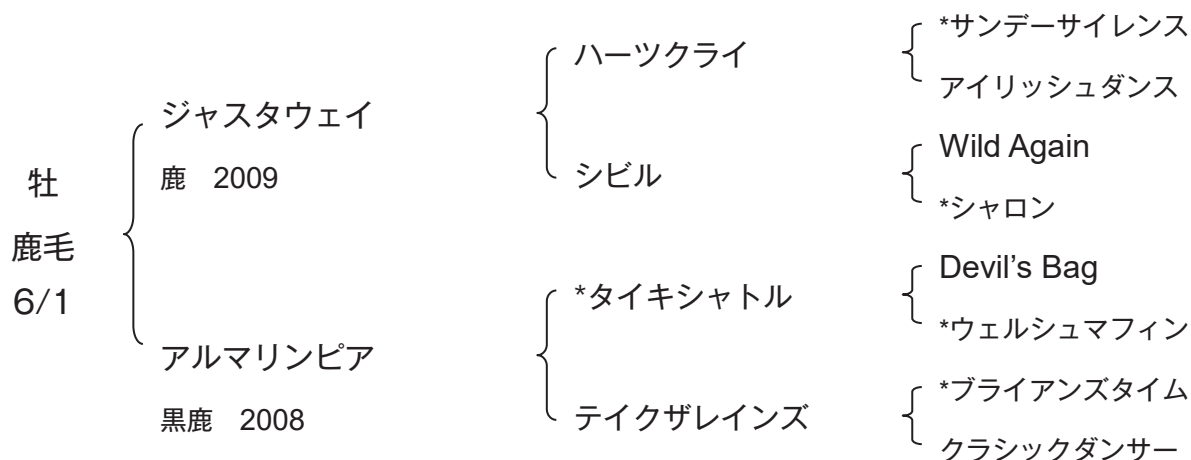 牡
鹿毛
6/1
ジャスタウェイ
鹿　2009
アルマリンピア
黒鹿　2008
ハーツクライ
シビル
*タイキシャトル
テイクザレインズ
*サンデーサイレンス
アイリッシュダンス
Wild Again
*シャロン
Devil's Bag
*ウェルシュマフィン
*ブライアンズタイム
クラシックダンサー